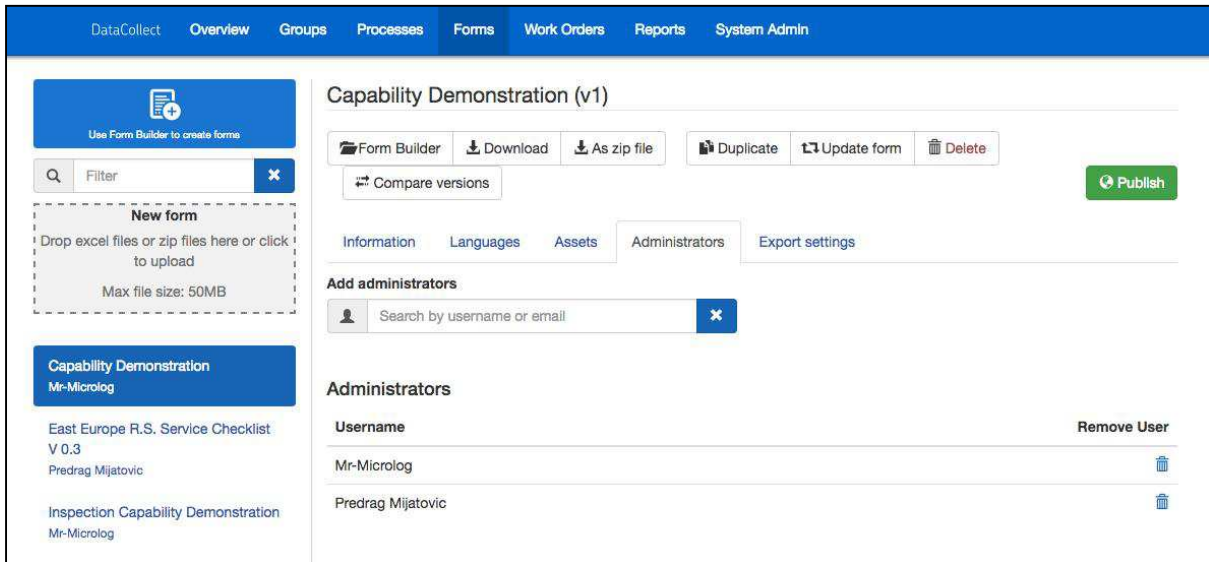 DataCollect Overview Groups Processes Forms Work Orders Reports System Admin
Use Form Builder to create forms
Filter
New form
Drop excel files or zip files here or click
to upload
Max file size: 50MB
Capability Demonstration
Mr-Microlog
East Europe R.S. Service Checklist
V 0.3
Predrag Mijatovic
Inspection Capability Demonstration
Mr-Microlog
Capability Demonstration (v1)
Form Builder Download As zip file Duplicate Update form Delete
Compare versions Publish
Information Languages Assets Administrators Export settings
Add administrators
Search by username or email
Administrators
Username Remove User
Mr-Microlog
Predrag Mijatovic